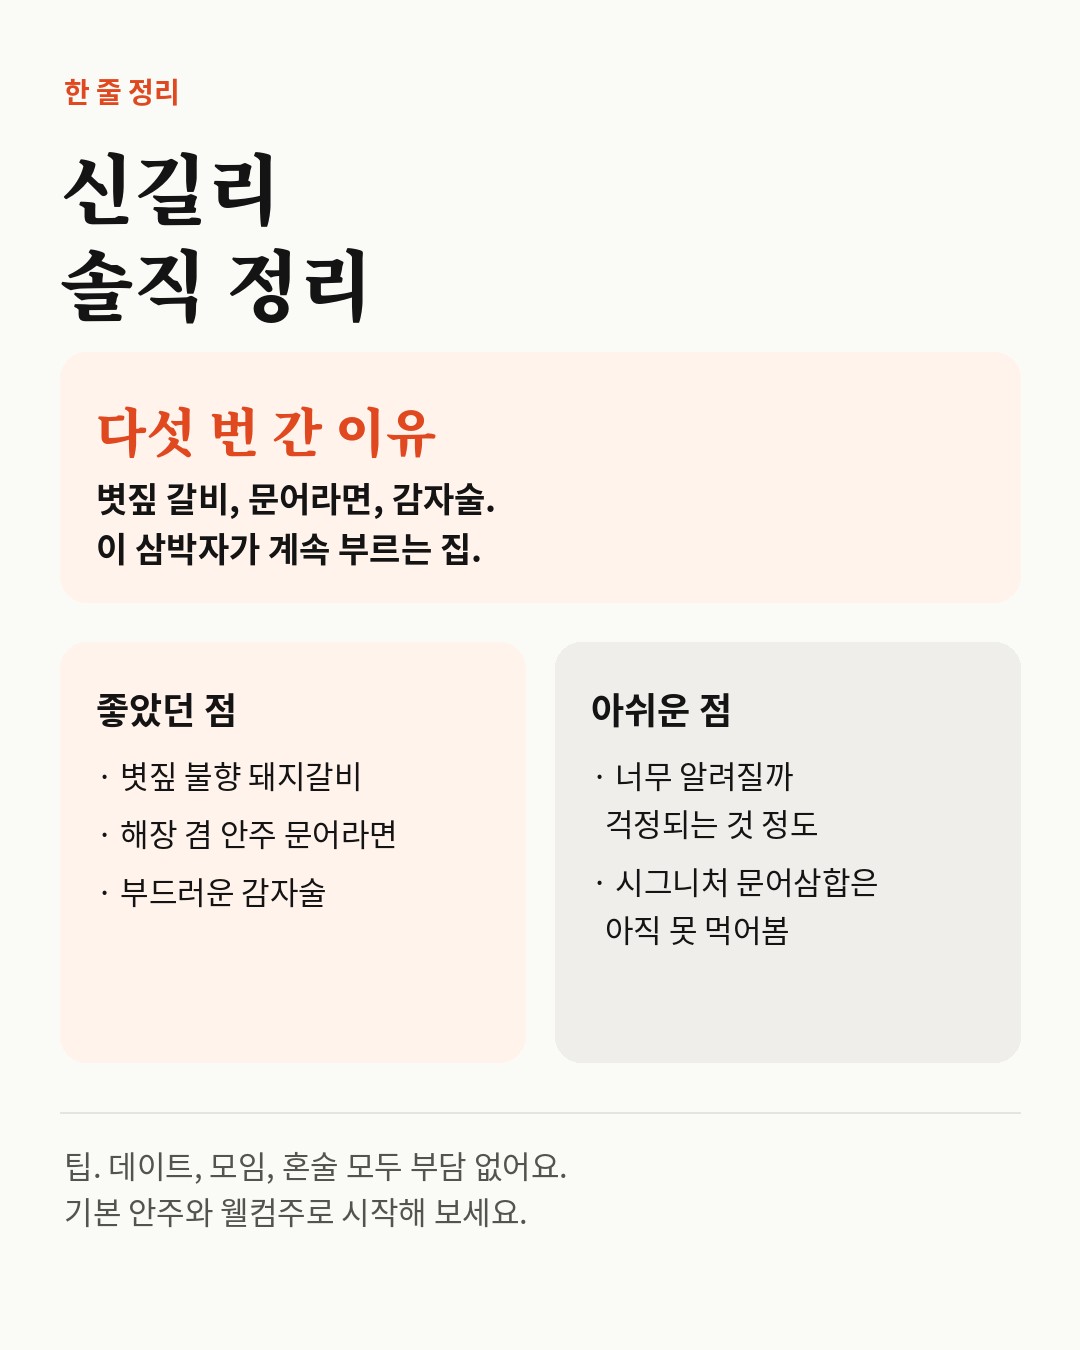 한 줄 정리
신길리
솔직 정리
다섯 번 간 이유
볏짚 갈비, 문어라면, 감자술.
이 삼박자가 계속 부르는 집.
좋았던 점
· 볏짚 불향 돼지갈비
· 해장 겸 안주 문어라면
· 부드러운 감자술
아쉬운 점
· 너무 알려질까
걱정되는 것 정도
· 시그니처 문어삼합은
아직 못 먹어봄
팁. 데이트, 모임, 혼술 모두 부담 없어요.
기본 안주와 웰컴주로 시작해 보세요.